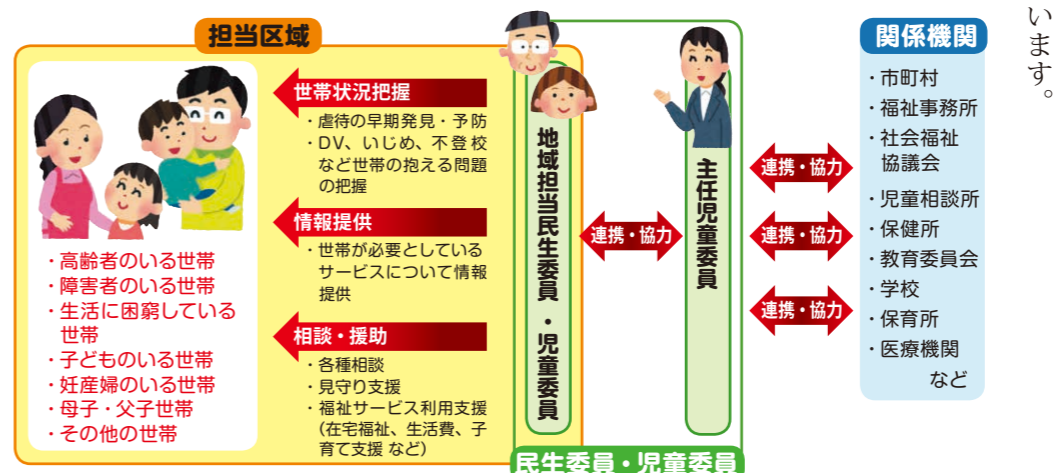 います。
担当区域
・高齢者のいる世帯
・障害者のいる世帯
・生活に困窮している
世帯
・子どものいる世帯
・妊産婦のいる世帯
・母子・父子世帯
・その他の世帯
世帯状況把握
・虐待の早期発見・予防
・DV、いじめ、不登校
など世帯の抱える問題
の把握
情報提供
・世帯が必要としている
サービスについて情報
提供
相談・援助
・各種相談
・見守り支援
・福祉サービス利用支援
(在宅福祉、生活費、子
育て支援 など)
地域担当民生委員・児童委員
連携・協力
主任児童委員
民生委員・児童委員
連携・協力
連携・協力
連携・協力
関係機関
・市町村
・福祉事務所
・社会福祉
協議会
・児童相談所
・保健所
・教育委員会
・学校
・保育所
・医療機関
など